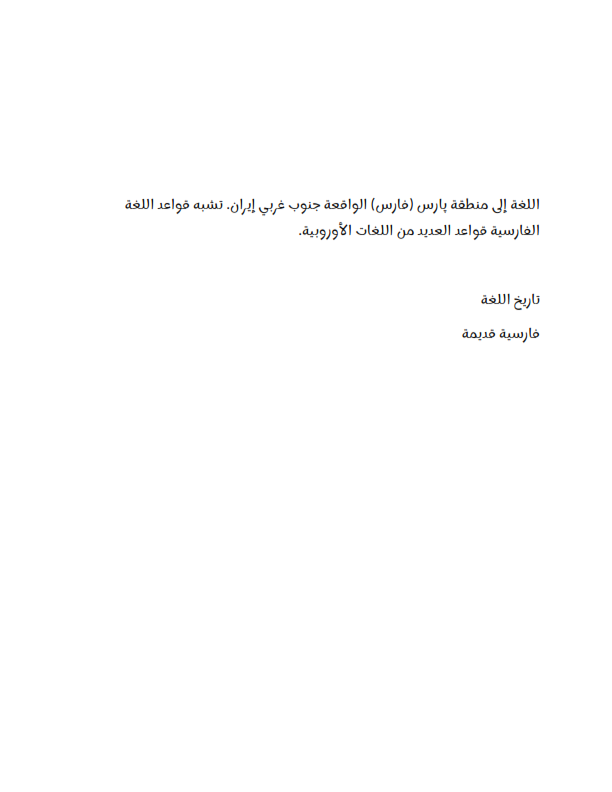 اللغة إلى منطقة پارس (فارس) الواقعة جنوب غربي إيران. تشبه قواعد اللغة
الفارسية قواعد العديد من اللغات الأوروبية.
تاريخ اللغة
فارسية قديمة